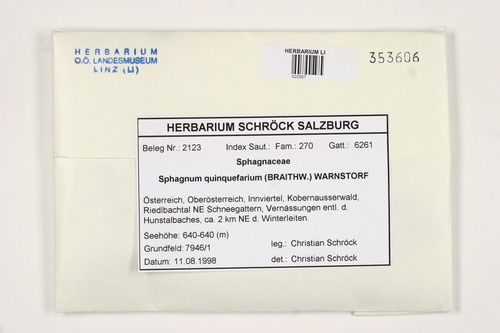 HERBARIUM
O.Ö. LANDESMUSEUM
LINZ (LI)
HERBARIUM LI
353606
HERBARIUM SCHRÖCK SALZBURG
Beleg Nr.: 2123 Index Saut.: Fam.: 270 Gatt.: 6261
Sphagnaceae
Sphagnum quinquefarium (BRAITHW.) WARNSTORF
Österreich, Oberösterreich, Innviertel, Kobernausserwald,
Riedlbachtal NE Schneegattern, Vernässungen entl. d.
Hunstalbaches, ca. 2 km NE d. Winterleiten.
Seehöhe: 640-640 (m)
Grundfeld: 7946/1 leg.: Christian Schröck
Datum: 11.08.1998 det.: Christian Schröck